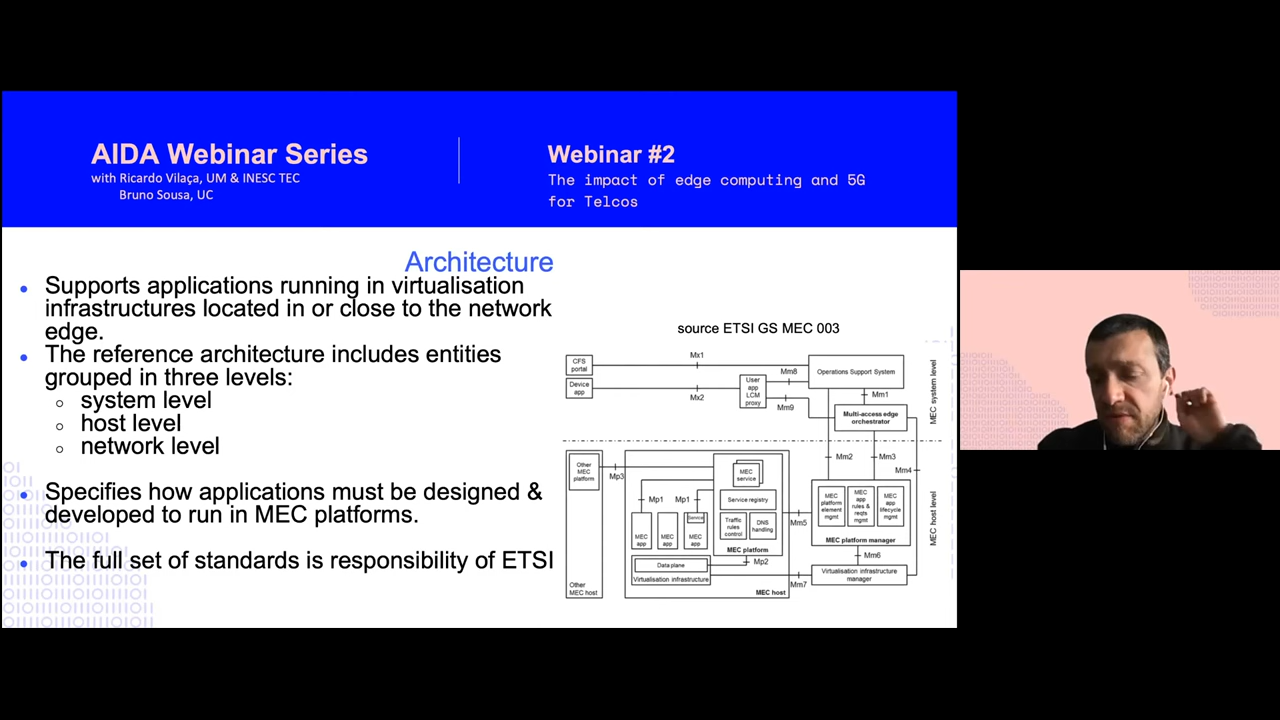 AIDA Webinar Series
with Ricardo Vilaça, UM & INESC TEC
Bruno Sousa, UC
Webinar #2
The impact of edge computing and 5G
for Telcos
Architecture
Supports applications running in virtualisation
infrastructures located in or close to the network
edge.
The reference architecture includes entities
grouped in three levels:
system level
host level
network level
Specifies how applications must be designed &
developed to run in MEC platforms.
The full set of standards is responsibility of ETSI
source ETSI GS MEC 003
CFS
portal
Device
app
Mx1
Mx2
User
app
LCM
proxy
Mm8
Mm9
Operations Support System
Mm1
Multi-access edge
orchestrator
MEC system level
Mm2
Mm3
Mm4
Other
MEC
platform
Mp3
Other
MEC host
Mp1
Mp1
MEC
app
MEC
app
Service
MEC
app
MEC
service
Service registry
Traffic
rules
control
DNS
handling
MEC platform
Mp2
Data plane
Virtualisation infrastructure
MEC host
Mm5
MEC
platform
element
mgmt
MEC
app
rules &
reqts
mgmt
MEC
app
lifecycle
mgmt
MEC platform manager
Mm6
Mm7
Virtualisation infrastructure
manager
MEC host level